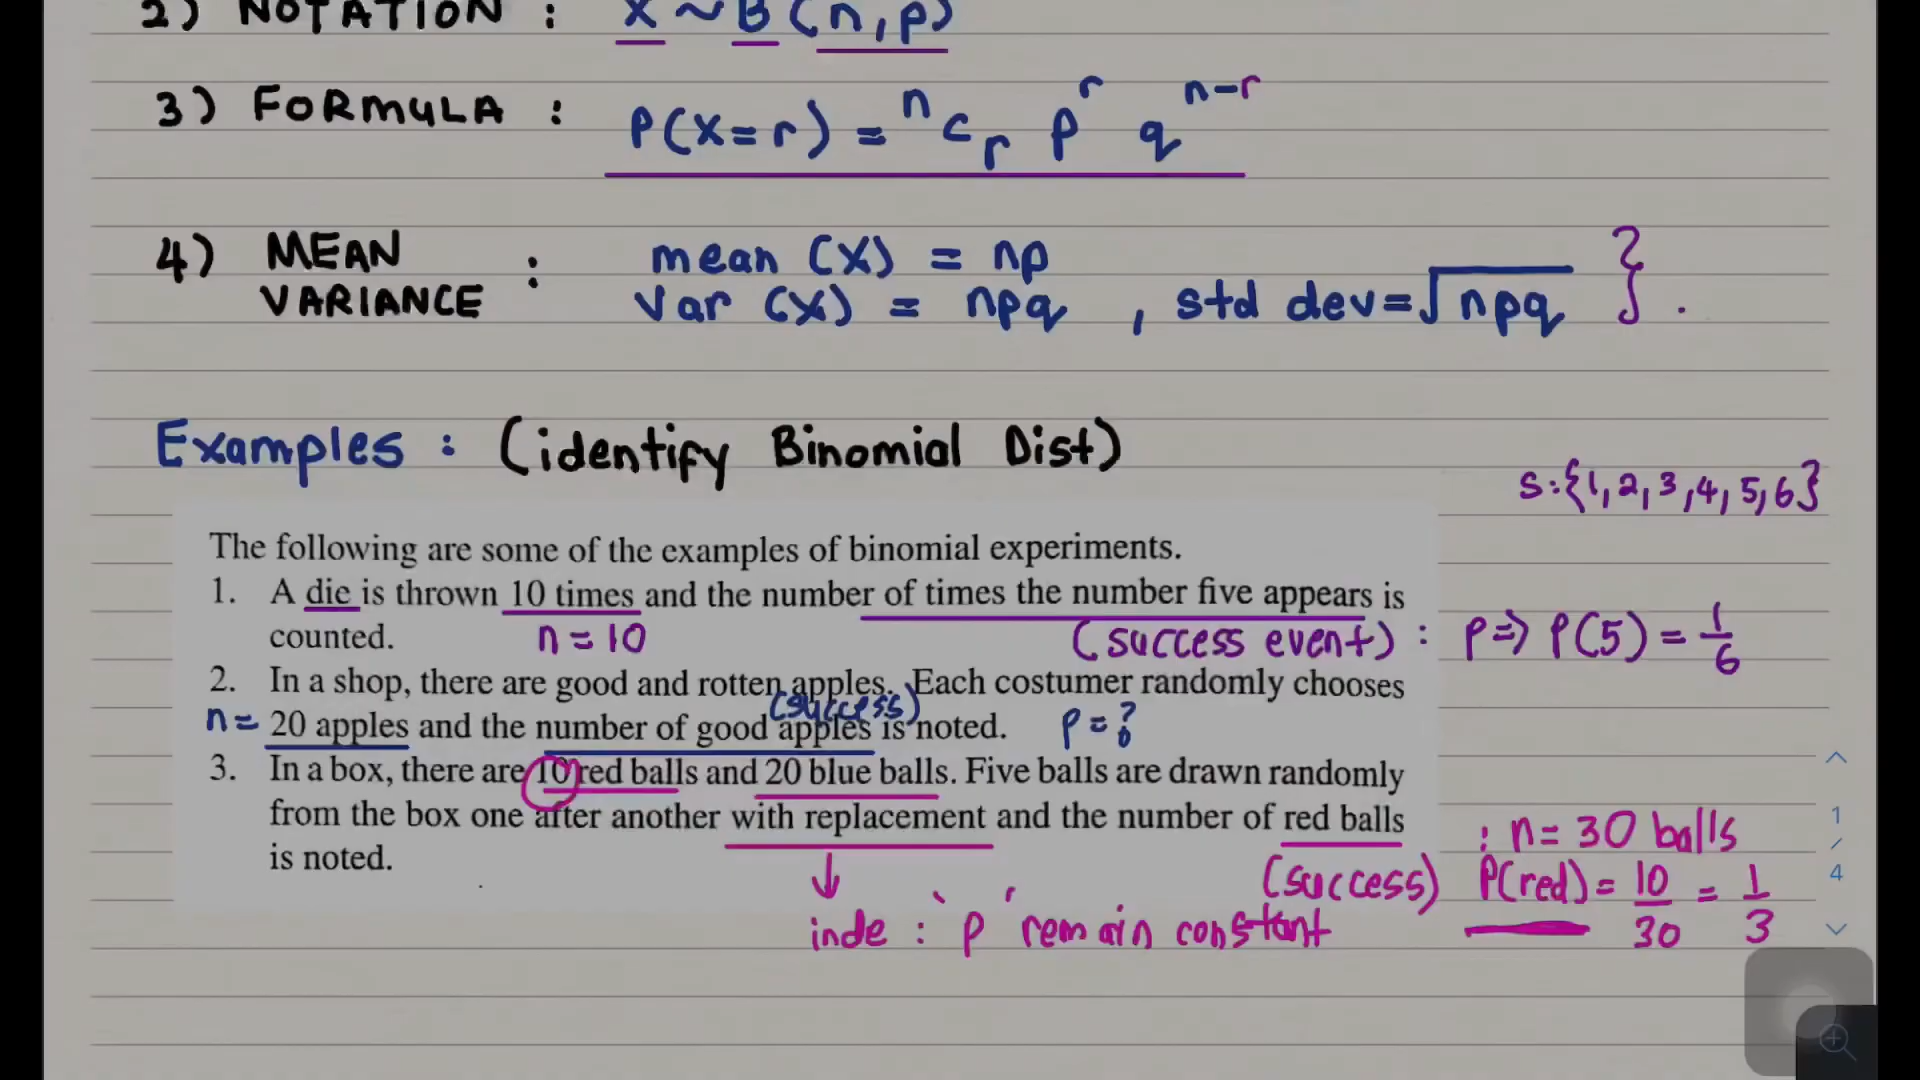 2) NOTATION : X ~ B (n,p)
3) FORMULA : P(X=r) = ⁿCᵣ pʳ qⁿ⁻ʳ
4) MEAN VARIANCE : mean (X) = np
Var (X) = npq , std dev = √npq } .
Examples : (identify Binomial Dist)
S:{1,2,3,4,5,6}
The following are some of the examples of binomial experiments.
1. A die is thrown 10 times and the number of times the number five appears is
counted. n = 10 (success event) : p => P(5) = 1/6
2. In a shop, there are good and rotten apples. Each costumer randomly chooses
(success)
n = 20 apples and the number of good apples is noted. p = ?
3. In a box, there are 10 red balls and 20 blue balls. Five balls are drawn randomly
from the box one after another with replacement and the number of red balls
: n = 30 balls
is noted.
(success) P(red) = 10/30 = 1/3
↓
inde : 'p' remain constant
1
/
4